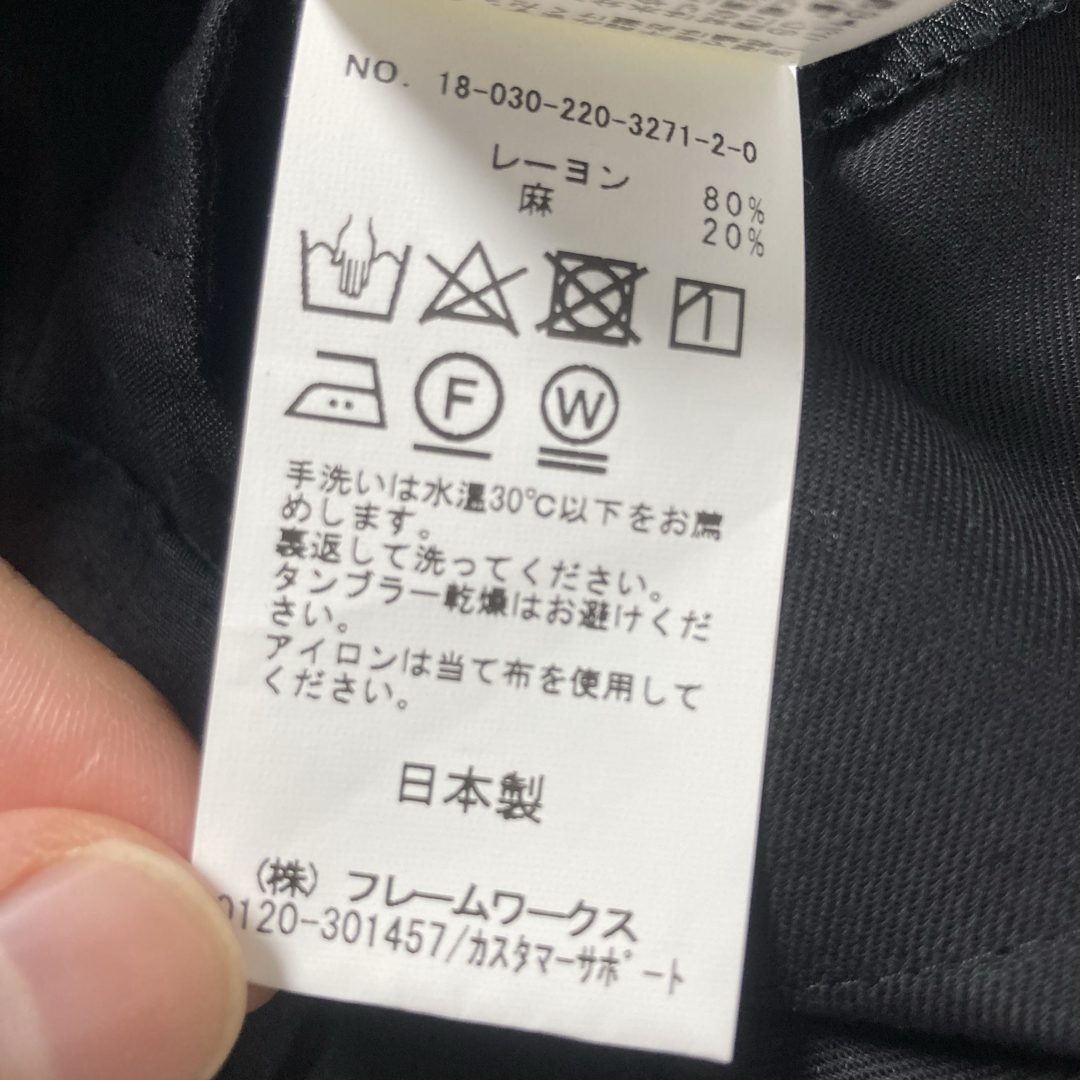 NO. 18-030-220-3271-2-0
レーヨン 80%
麻 20%
F W
手洗いは水温30℃以下をお薦
めします。
裏返して洗ってください。
タンブラー乾燥はお避けくだ
さい。
アイロンは当て布を使用して
ください。
日本製
(株) フレームワークス
0120-301457/カスタマーサポート